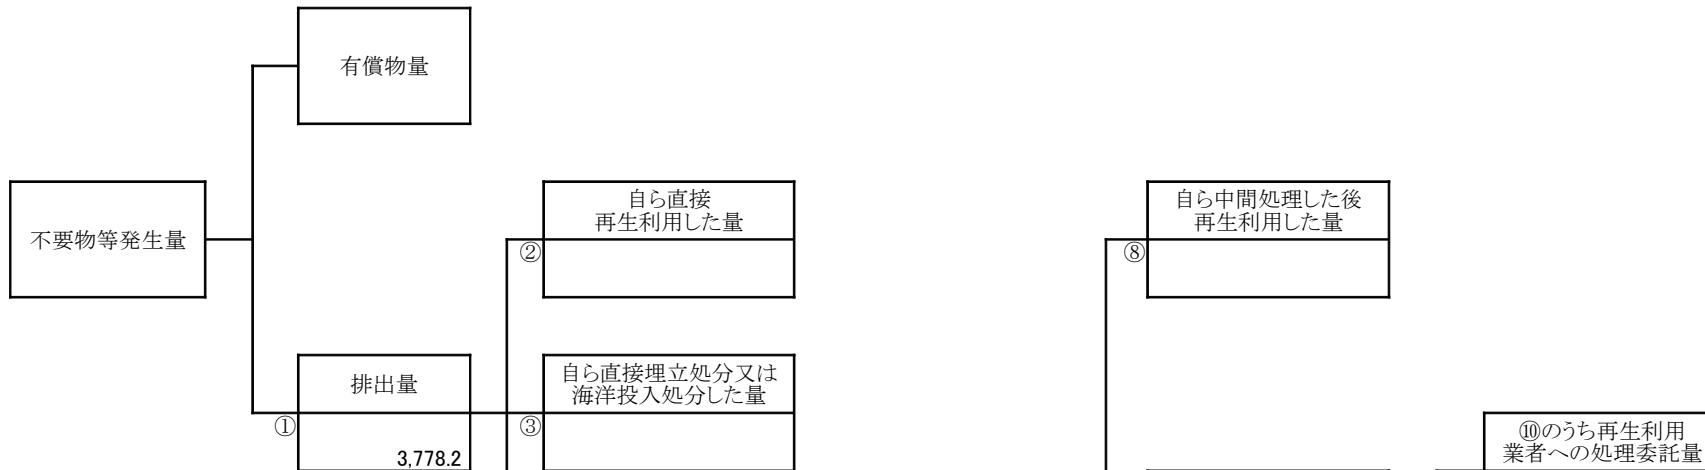 有償物量
不要物等発生量
自ら直接
再生利用した量
②
自ら中間処理した後
再生利用した量
⑧
排出量
①
3,778.2
自ら直接埋立処分又は
海洋投入処分した量
③
⑩のうち再生利用
業者への処理委託量